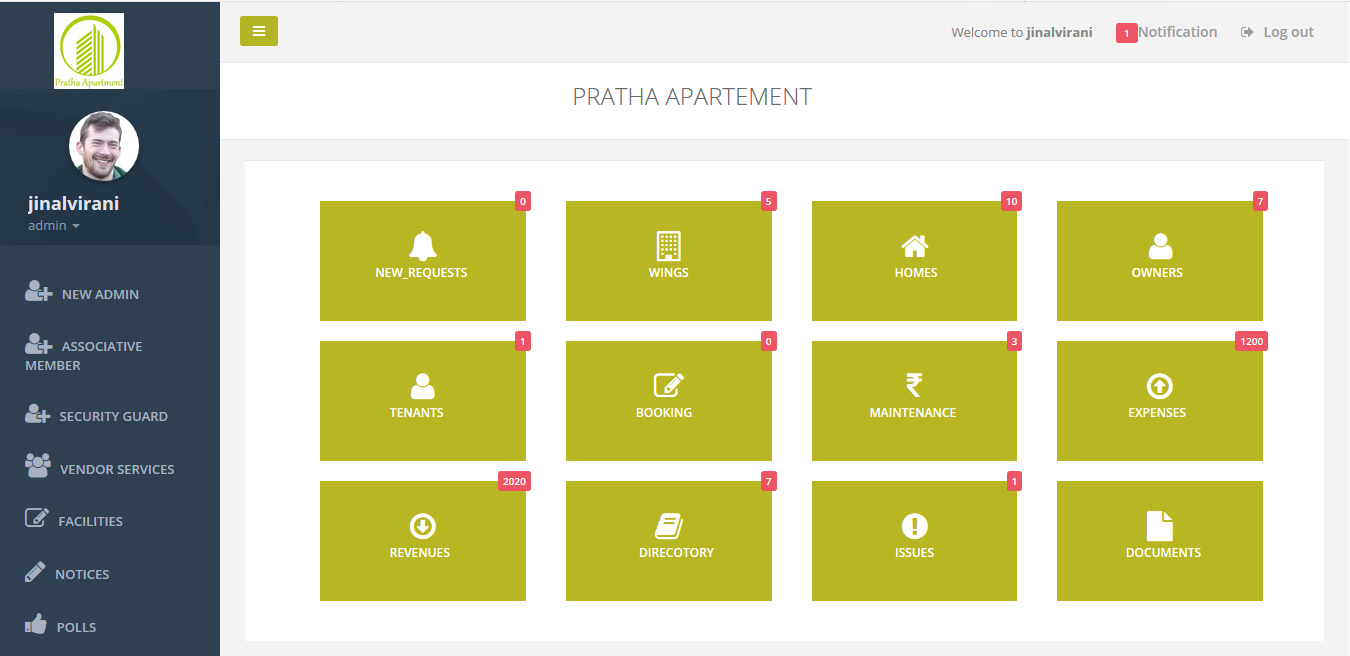 Pratha Apartment
jinalvirani
admin
NEW ADMIN
ASSOCIATIVE
MEMBER
SECURITY GUARD
VENDOR SERVICES
FACILITIES
NOTICES
POLLS
Welcome to jinalvirani
1 Notification
Log out
PRATHA APARTEMENT
0
NEW_REQUESTS
5
WINGS
10
HOMES
7
OWNERS
1
TENANTS
0
BOOKING
3
₹
MAINTENANCE
1200
EXPENSES
2020
REVENUES
7
DIRECOTORY
1
ISSUES
DOCUMENTS